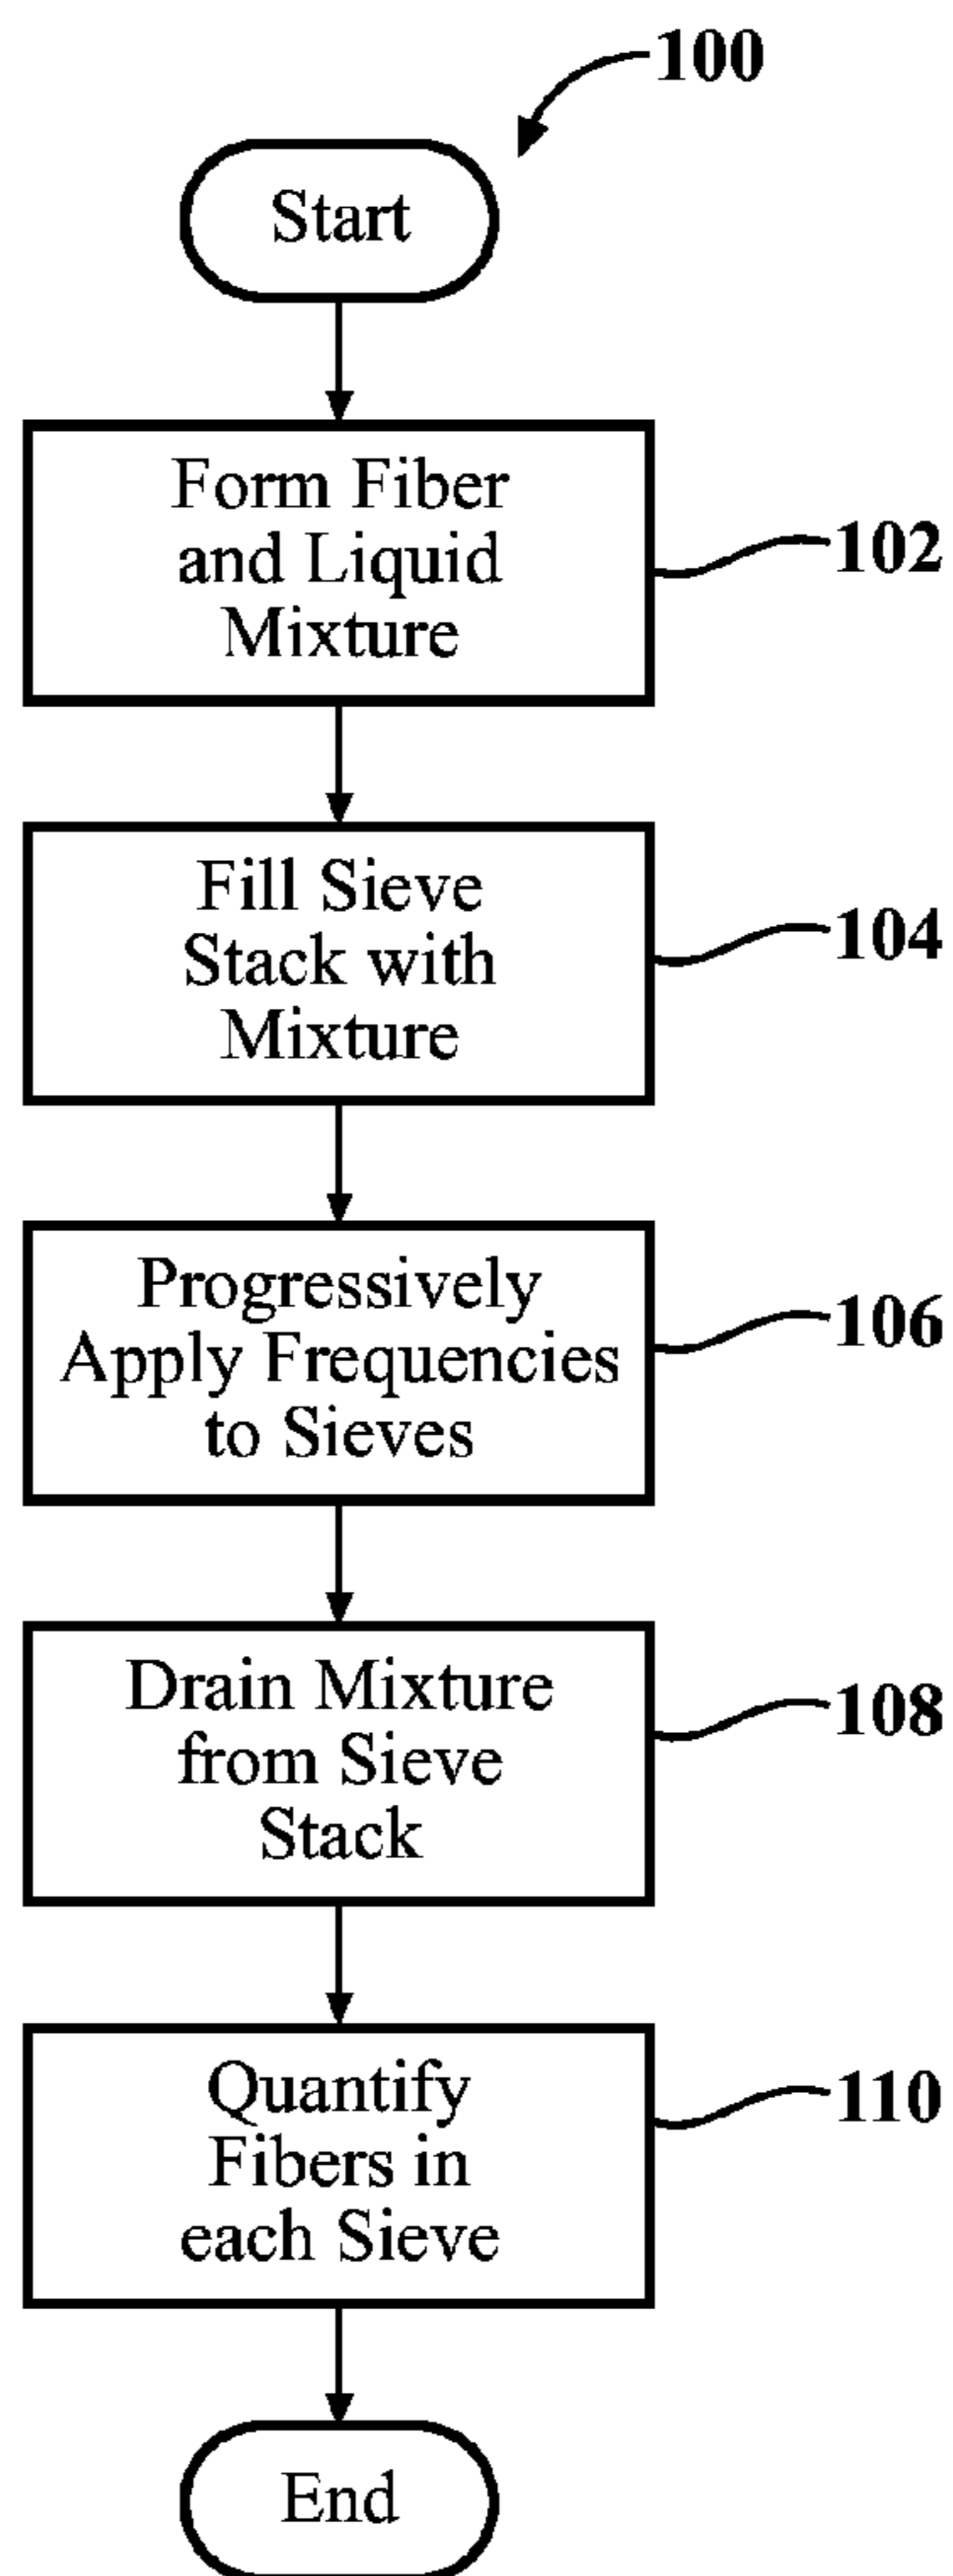 100
Start
Form Fiber
and Liquid
Mixture
102
Fill Sieve
Stack with
Mixture
104
Progressively
Apply Frequencies
to Sieves
106
Drain Mixture
from Sieve
Stack
108
Quantify
Fibers in
each Sieve
110
End